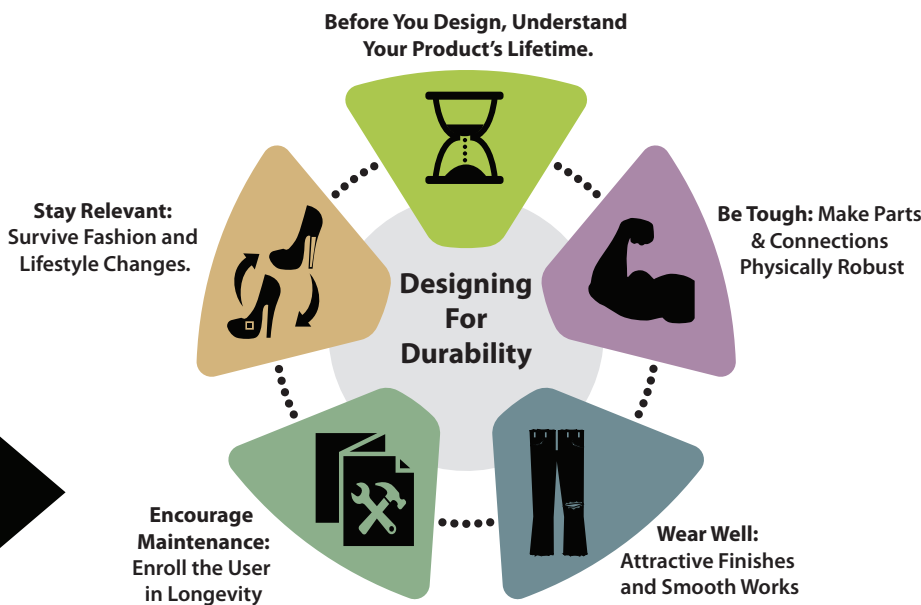 Before You Design, Understand
Your Product's Lifetime.
Stay Relevant:
Survive Fashion and
Lifestyle Changes.
Be Tough: Make Parts
& Connections
Physically Robust
Designing
For
Durability
Encourage
Maintenance:
Enroll the User
in Longevity
Wear Well:
Attractive Finishes
and Smooth Works